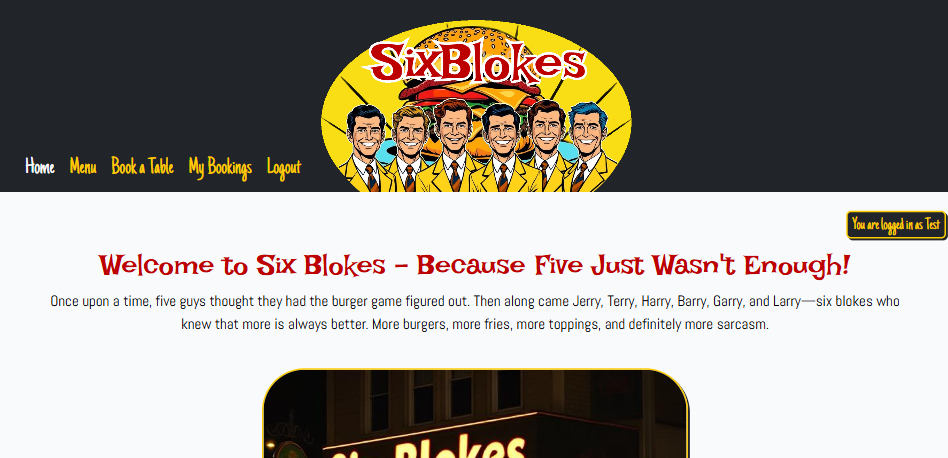 SixBlokes
Home Menu Book a Table My Bookings Logout
You are logged in as Test
Welcome to Six Blokes - Because Five Just Wasn't Enough!
Once upon a time, five guys thought they had the burger game figured out. Then along came Jerry, Terry, Harry, Barry, Garry, and Larry—six blokes who
knew that more is always better. More burgers, more fries, more toppings, and definitely more sarcasm.
Six Blokes